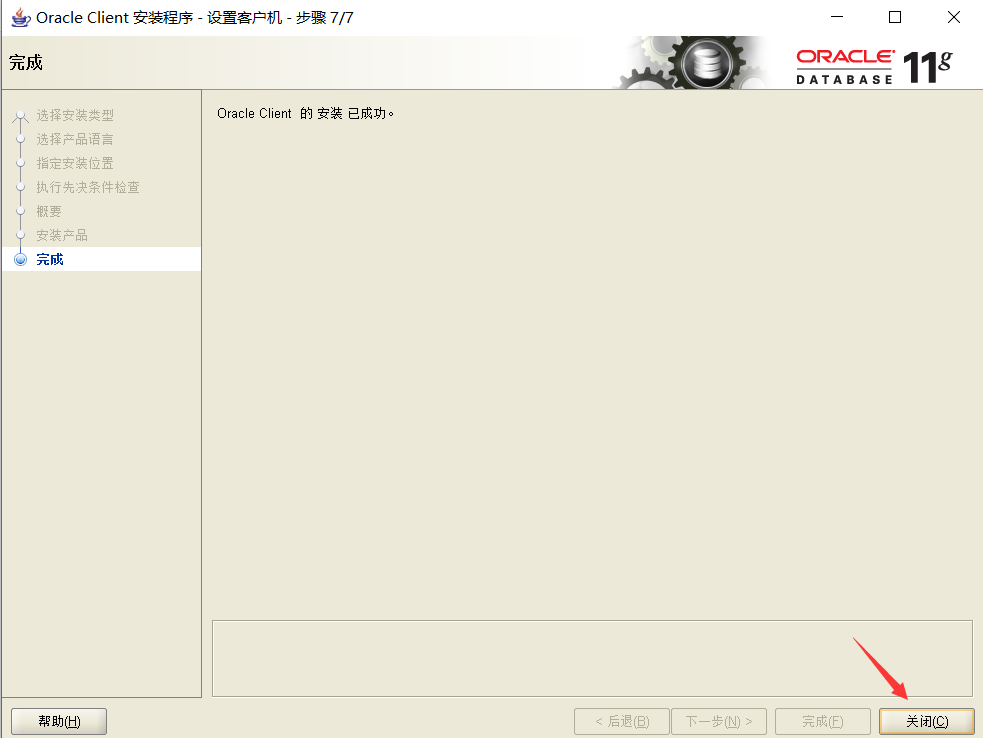 Oracle Client 安装程序 - 设置客户机 - 步骤 7/7
完成
ORACLE
DATABASE 11g
选择安装类型
选择产品语言
指定安装位置
执行先决条件检查
概要
安装产品
完成
Oracle Client 的 安装 已成功。
帮助(H)
< 后退(B)
下一步(N) >
完成(F)
关闭(C)